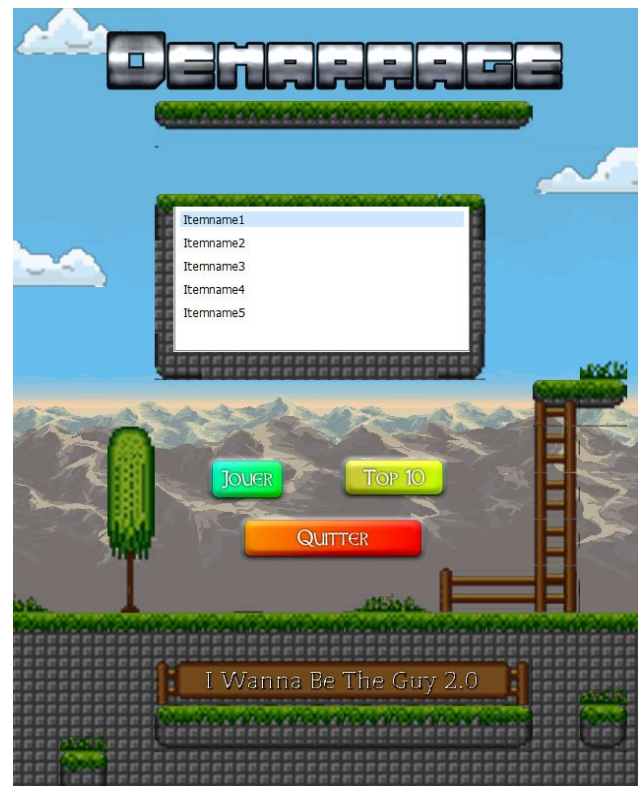 DEMARRAGE
Itemname1
Itemname2
Itemname3
Itemname4
Itemname5
JOUER
TOP 10
QUITTER
I Wanna Be The Guy 2.0